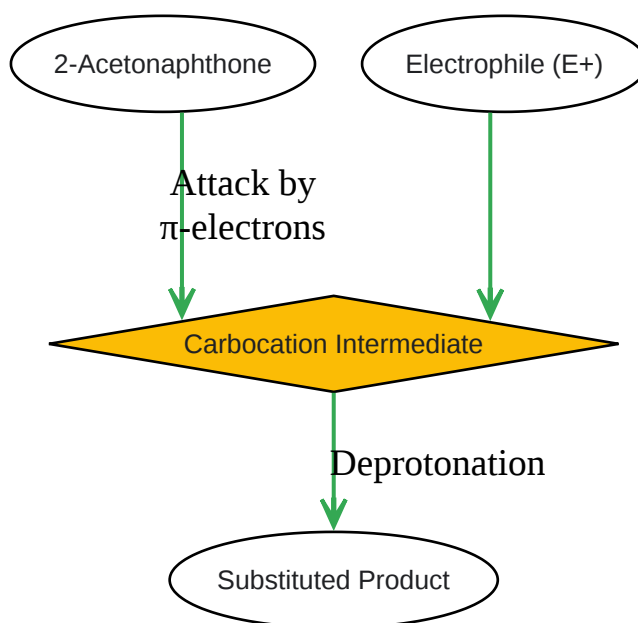 2-Acetonaphthone
Electrophile (E+)
Attack by
π-electrons
Carbocation Intermediate
Deprotonation
Substituted Product